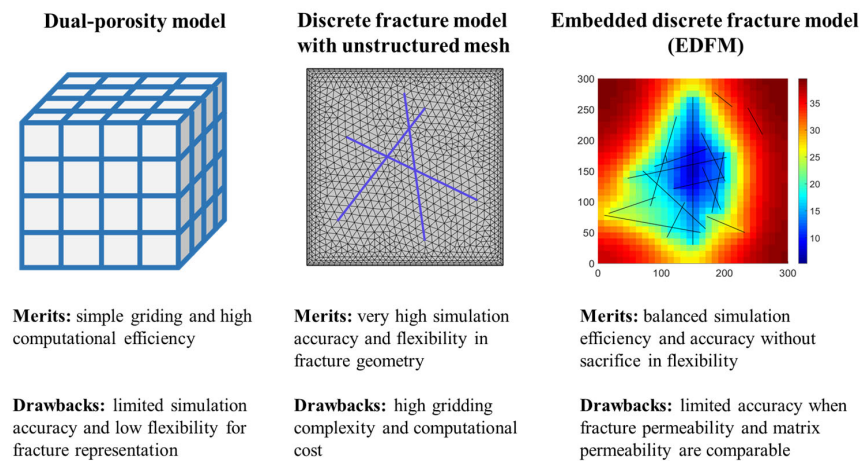 Dual-porosity model
Discrete fracture model
with unstructured mesh
Embedded discrete fracture model
(EDFM)
300
250
200
150
100
50
0
0
100
200
300
35
30
25
20
15
10
Merits: simple griding and high
computational efficiency
Merits: very high simulation
accuracy and flexibility in
fracture geometry
Merits: balanced simulation
efficiency and accuracy without
sacrifice in flexibility
Drawbacks: limited simulation
accuracy and low flexibility for
fracture representation
Drawbacks: high gridding
complexity and computational
cost
Drawbacks: limited accuracy when
fracture permeability and matrix
permeability are comparable